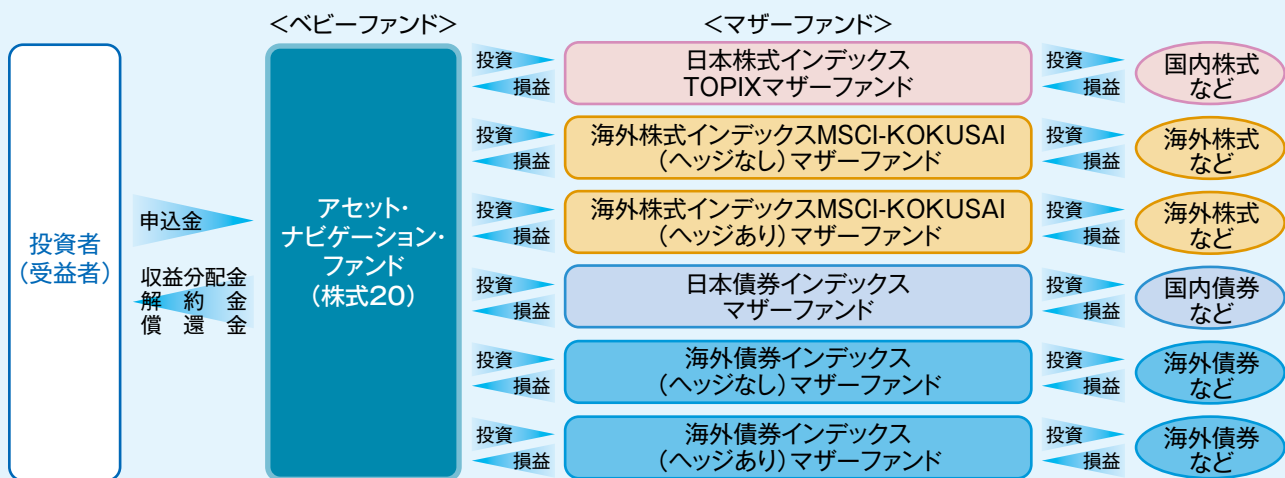 ＜ベビーファンド＞
＜マザーファンド＞
投資者
（受益者）
申込金
収益分配金
解約金
償還金
アセット・
ナビゲーション・
ファンド
（株式20）
投資
損益
日本株式インデックス
TOPIXマザーファンド
投資
損益
国内株式
など
投資
損益
海外株式インデックスMSCI-KOKUSAI
（ヘッジなし）マザーファンド
投資
損益
海外株式
など
投資
損益
海外株式インデックスMSCI-KOKUSAI
（ヘッジあり）マザーファンド
投資
損益
海外株式
など
投資
損益
日本債券インデックス
マザーファンド
投資
損益
国内債券
など
投資
損益
海外債券インデックス
（ヘッジなし）マザーファンド
投資
損益
海外債券
など
投資
損益
海外債券インデックス
（ヘッジあり）マザーファンド
投資
損益
海外債券
など